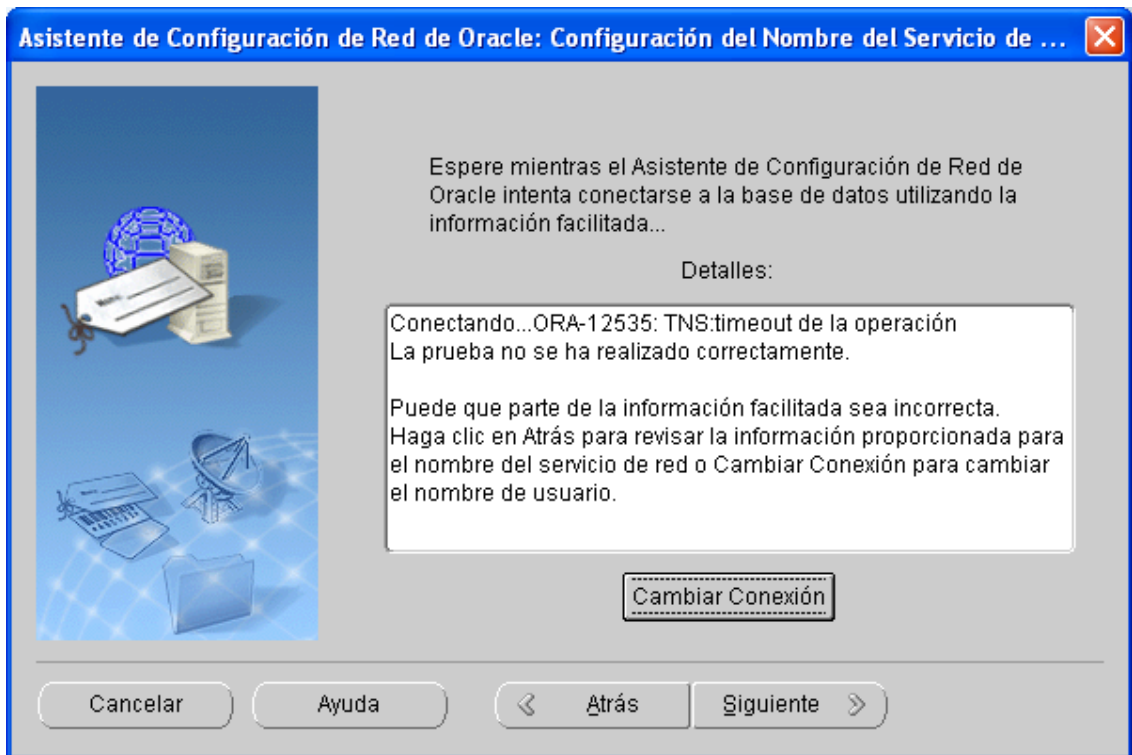 Asistente de Configuración de Red de Oracle: Configuración del Nombre del Servicio de ...
Espere mientras el Asistente de Configuración de Red de
Oracle intenta conectarse a la base de datos utilizando la
información facilitada...
Detalles:
Conectando...ORA-12535: TNS:timeout de la operación
La prueba no se ha realizado correctamente.
Puede que parte de la información facilitada sea incorrecta.
Haga clic en Atrás para revisar la información proporcionada para
el nombre del servicio de red o Cambiar Conexión para cambiar
el nombre de usuario.
Cambiar Conexión
Cancelar
Ayuda
Atrás
Siguiente